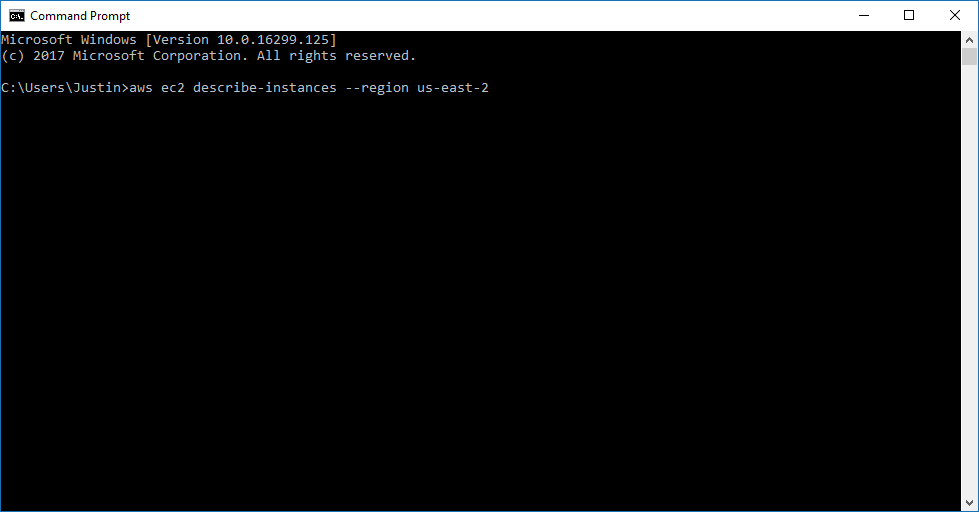 Command Prompt
Microsoft Windows [Version 10.0.16299.125]
(c) 2017 Microsoft Corporation. All rights reserved.
C:\Users\Justin>aws ec2 describe-instances --region us-east-2